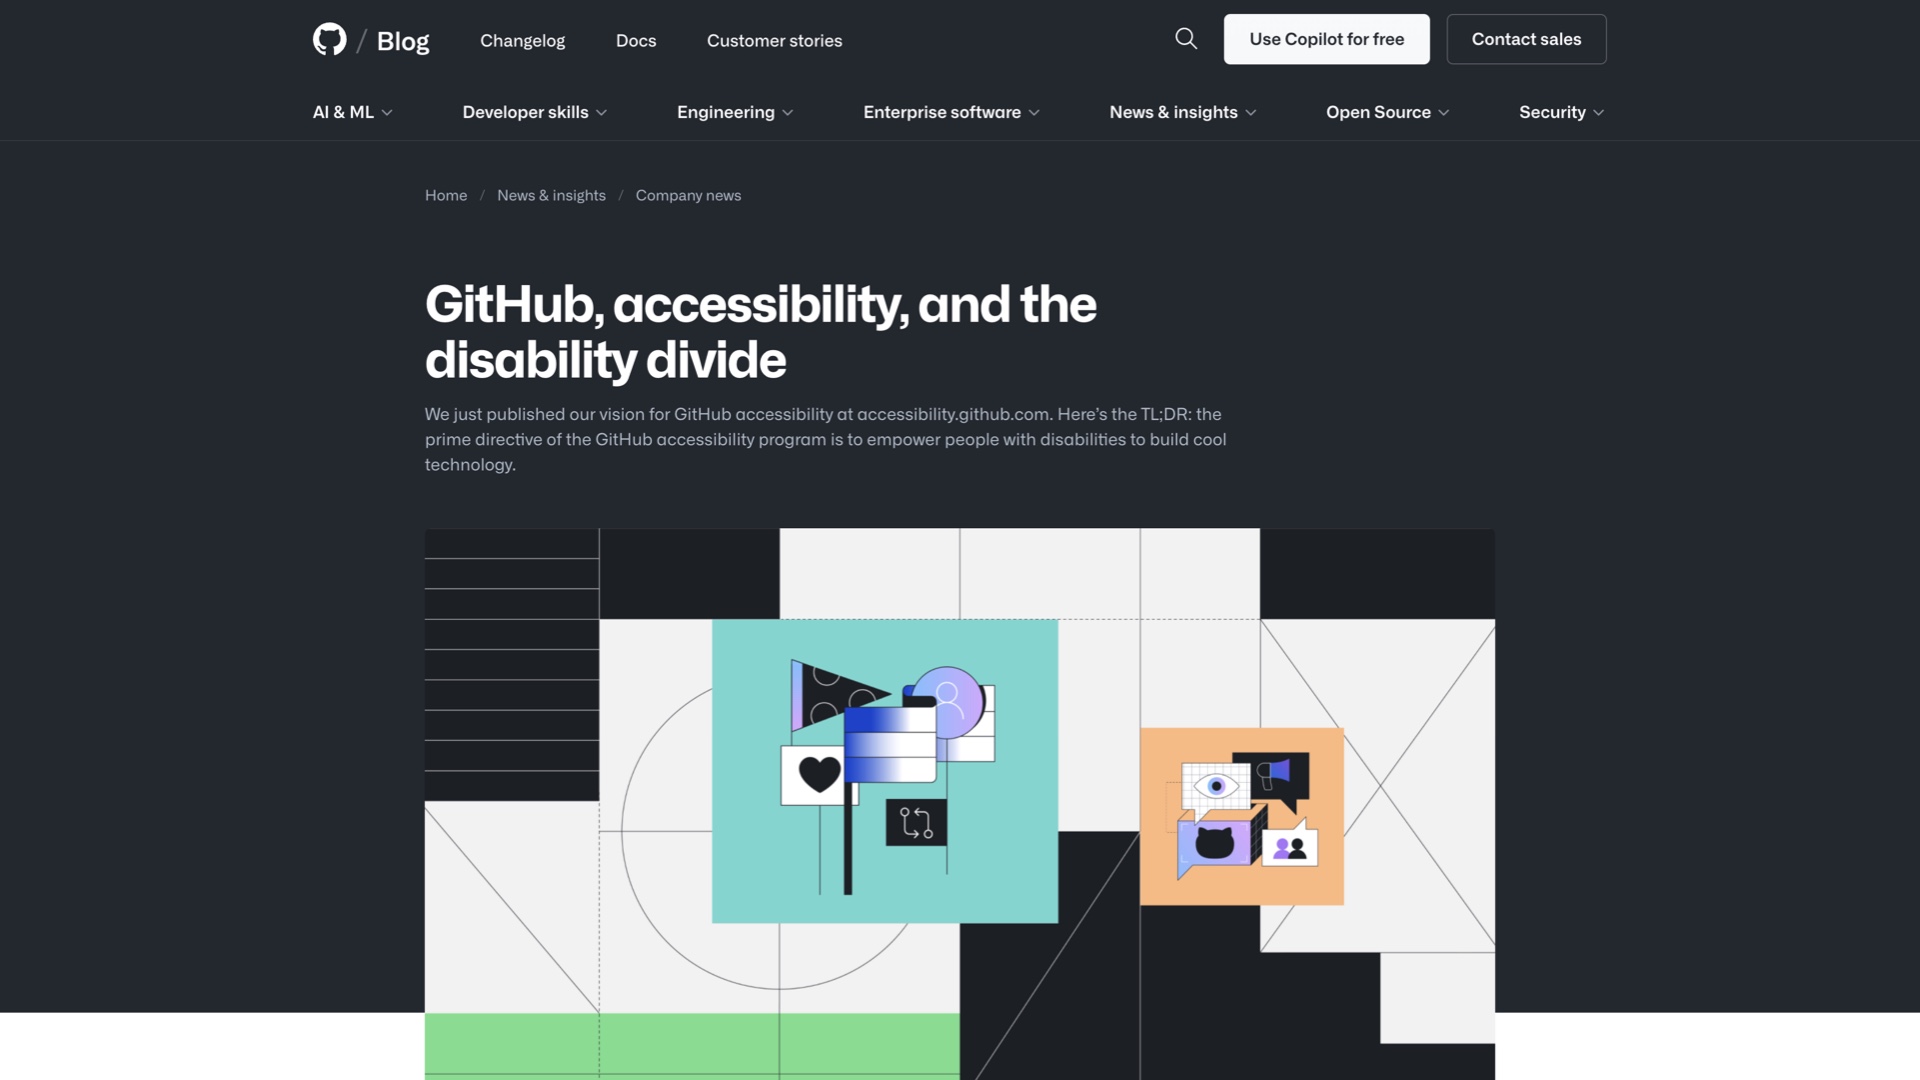 / Blog Changelog Docs Customer stories Use Copilot for free Contact sales
AI & ML Developer skills Engineering Enterprise software News & insights Open Source Security
Home / News & insights / Company news
GitHub, accessibility, and the
disability divide
We just published our vision for GitHub accessibility at accessibility.github.com. Here’s the TL;DR: the
prime directive of the GitHub accessibility program is to empower people with disabilities to build cool
technology.